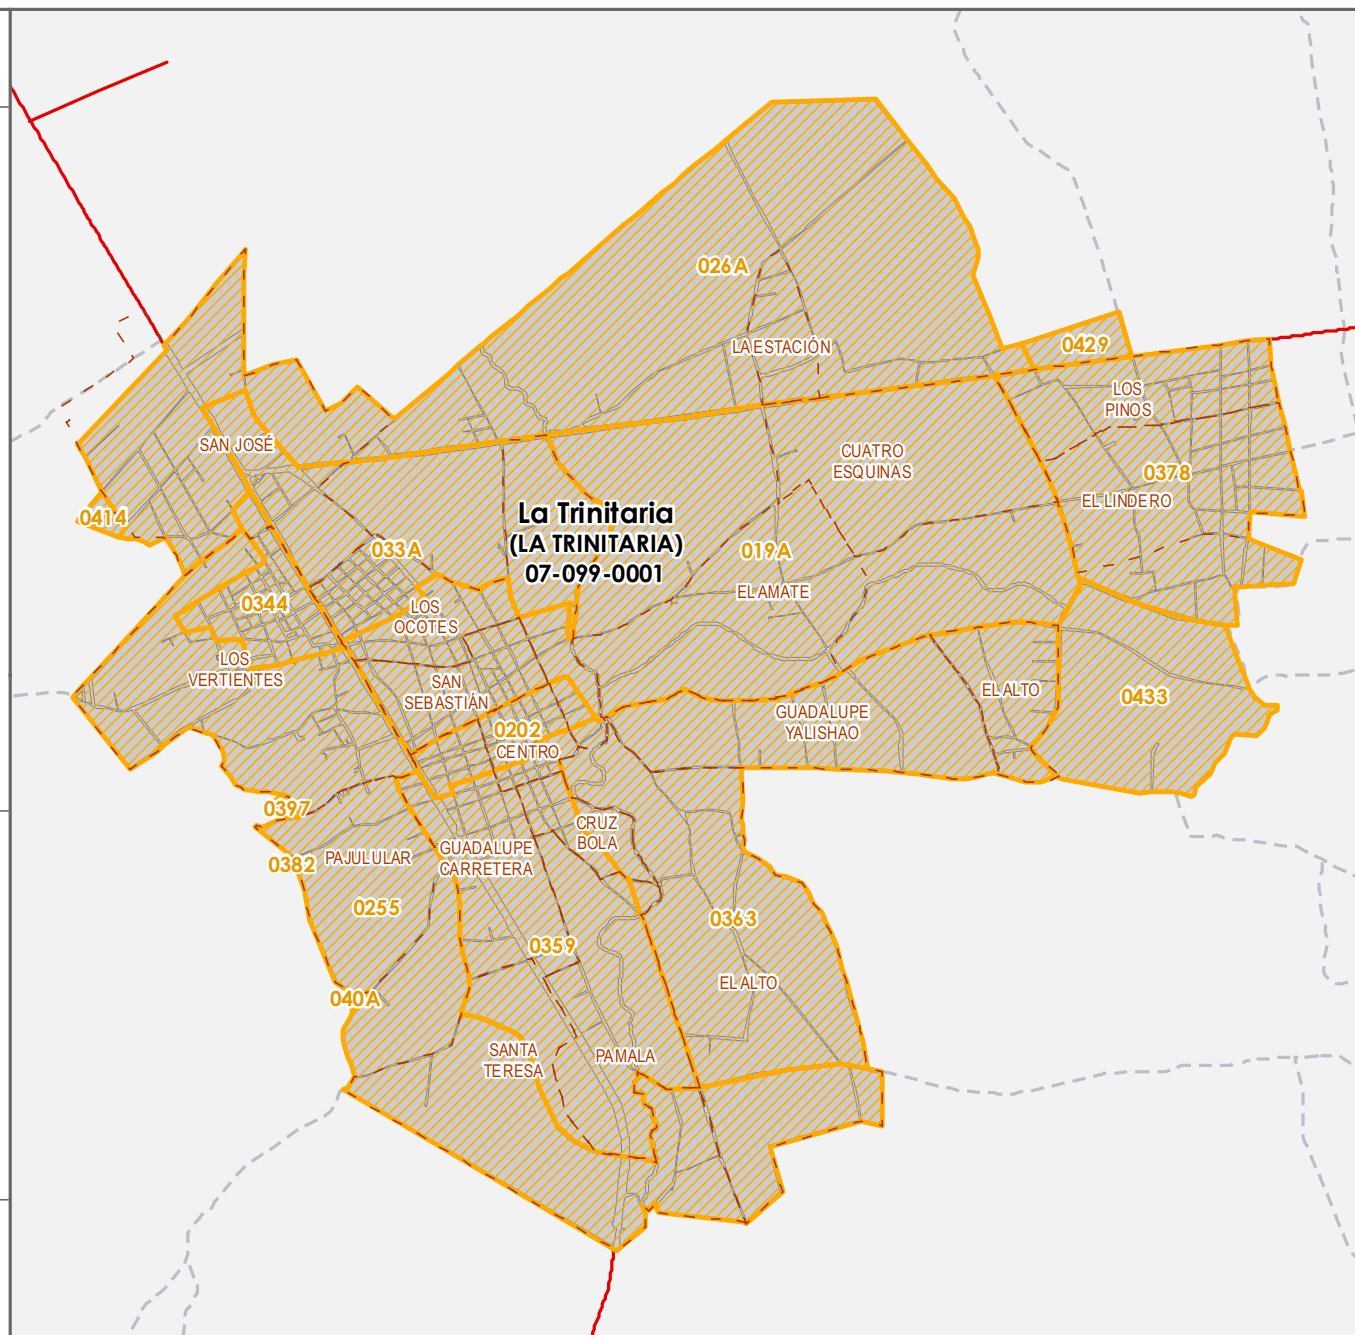 026A
LA ESTACIÓN
0429
LOS
PINOS
SAN JOSÉ
CUATRO
ESQUINAS
0378
EL LINDERO
0414
La Trinitaria
(LA TRINITARIA)
07-099-0001
033A
019A
EL AMATE
0344
LOS
OCOTES
LOS
VERTIENTES
SAN
SEBASTIÁN
EL ALTO
0433
GUADALUPE
YALISHAO
0202
CENTRO
0397
CRUZ
BOLA
0382
PAJULULAR
GUADALUPE
CARRETERA
0255
0363
0359
EL ALTO
040A
SANTA
TERESA
PAMALA